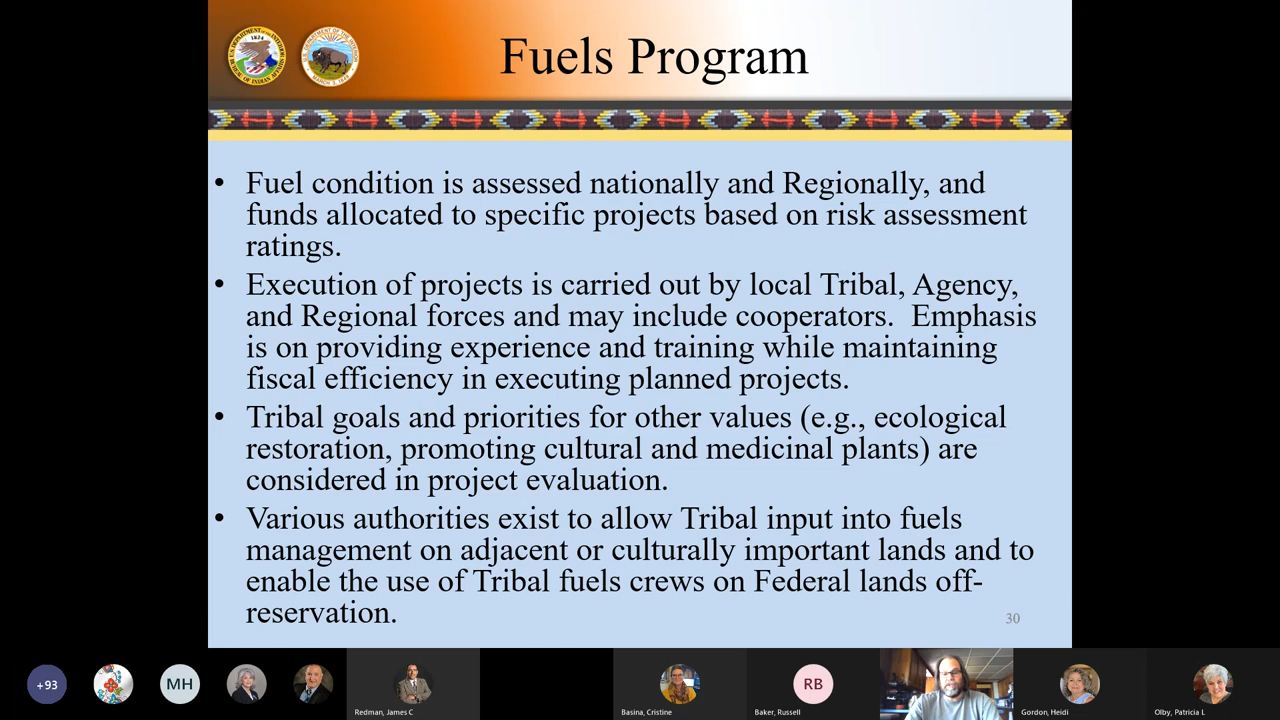 Fuels Program
• Fuel condition is assessed nationally and Regionally, and
funds allocated to specific projects based on risk assessment
ratings.
• Execution of projects is carried out by local Tribal, Agency,
and Regional forces and may include cooperators.  Emphasis
is on providing experience and training while maintaining
fiscal efficiency in executing planned projects.
• Tribal goals and priorities for other values (e.g., ecological
restoration, promoting cultural and medicinal plants) are
considered in project evaluation.
• Various authorities exist to allow Tribal input into fuels
management on adjacent or culturally important lands and to
enable the use of Tribal fuels crews on Federal lands off-
reservation.
30
+93
MH
RB
Redman, James C
Basina, Cristine
Baker, Russell
Gordon, Heidi
Olby, Patricia L